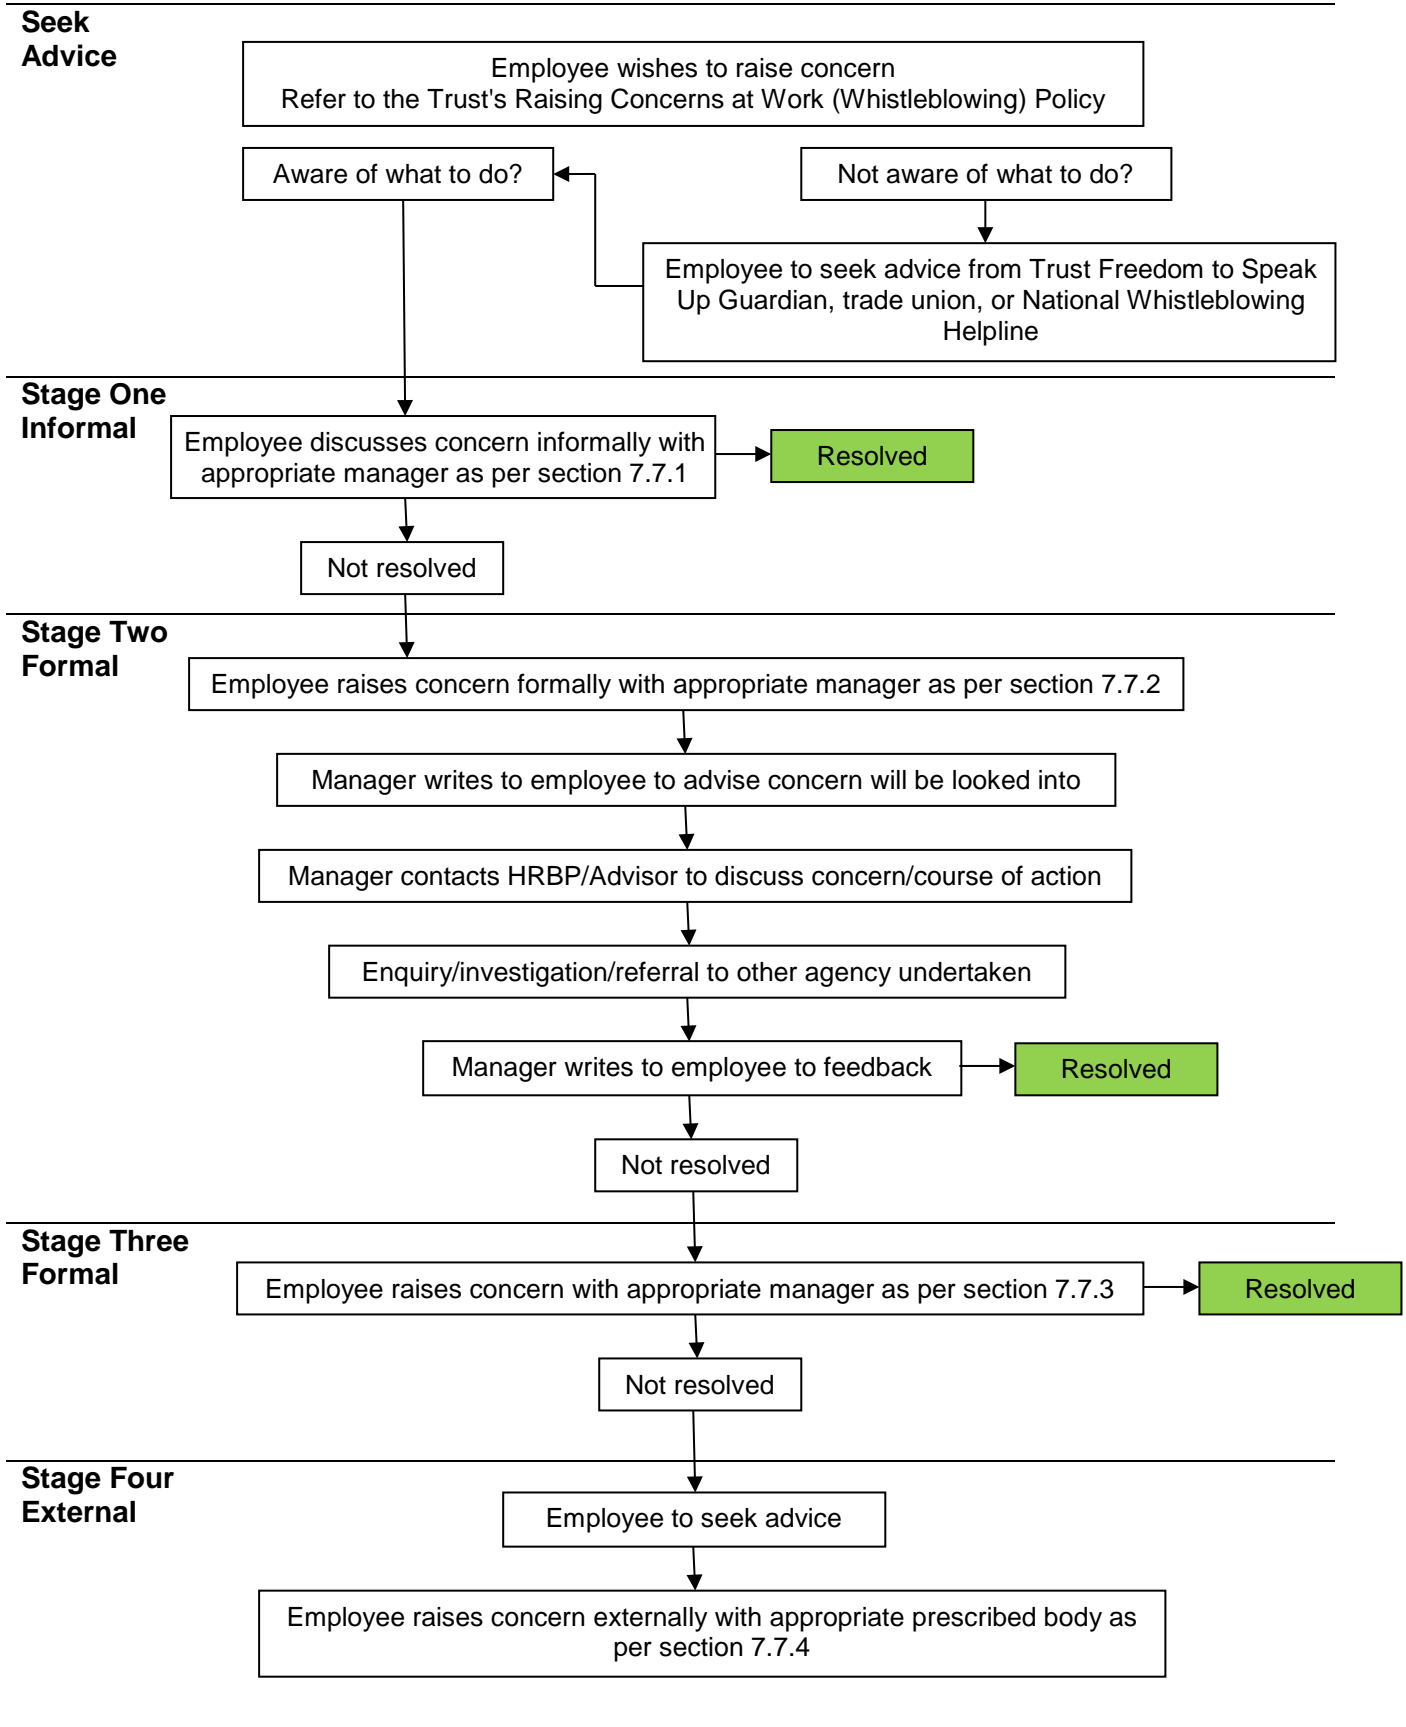 Seek
Advice
Employee wishes to raise concern
Refer to the Trust's Raising Concerns at Work (Whistleblowing) Policy
Aware of what to do?
Not aware of what to do?
Employee to seek advice from Trust Freedom to Speak
Up Guardian, trade union, or National Whistleblowing
Helpline
Stage One
Informal
Employee discusses concern informally with
appropriate manager as per section 7.7.1
Resolved
Not resolved
Stage Two
Formal
Employee raises concern formally with appropriate manager as per section 7.7.2
Manager writes to employee to advise concern will be looked into
Manager contacts HRBP/Advisor to discuss concern/course of action
Enquiry/investigation/referral to other agency undertaken
Manager writes to employee to feedback
Resolved
Not resolved
Stage Three
Formal
Employee raises concern with appropriate manager as per section 7.7.3
Resolved
Not resolved
Stage Four
External
Employee to seek advice
Employee raises concern externally with appropriate prescribed body as
per section 7.7.4